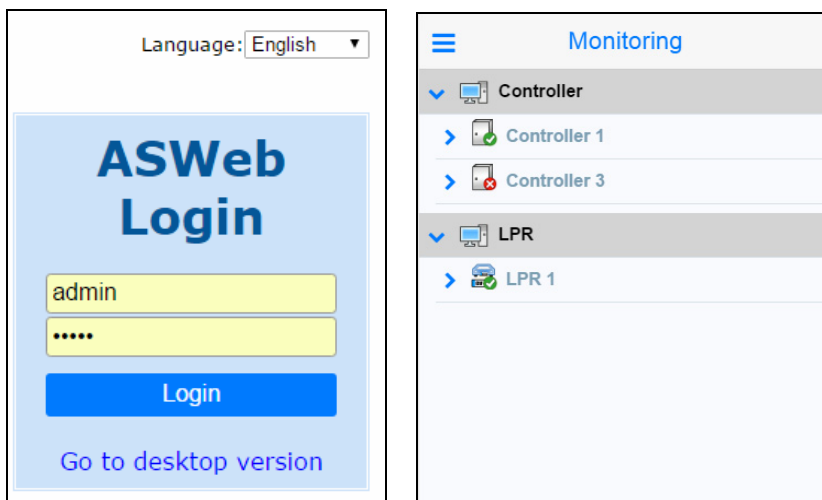 Language: English
ASWeb
Login
admin
•••••
Login
Go to desktop version
Monitoring
Controller
Controller 1
Controller 3
LPR
LPR 1